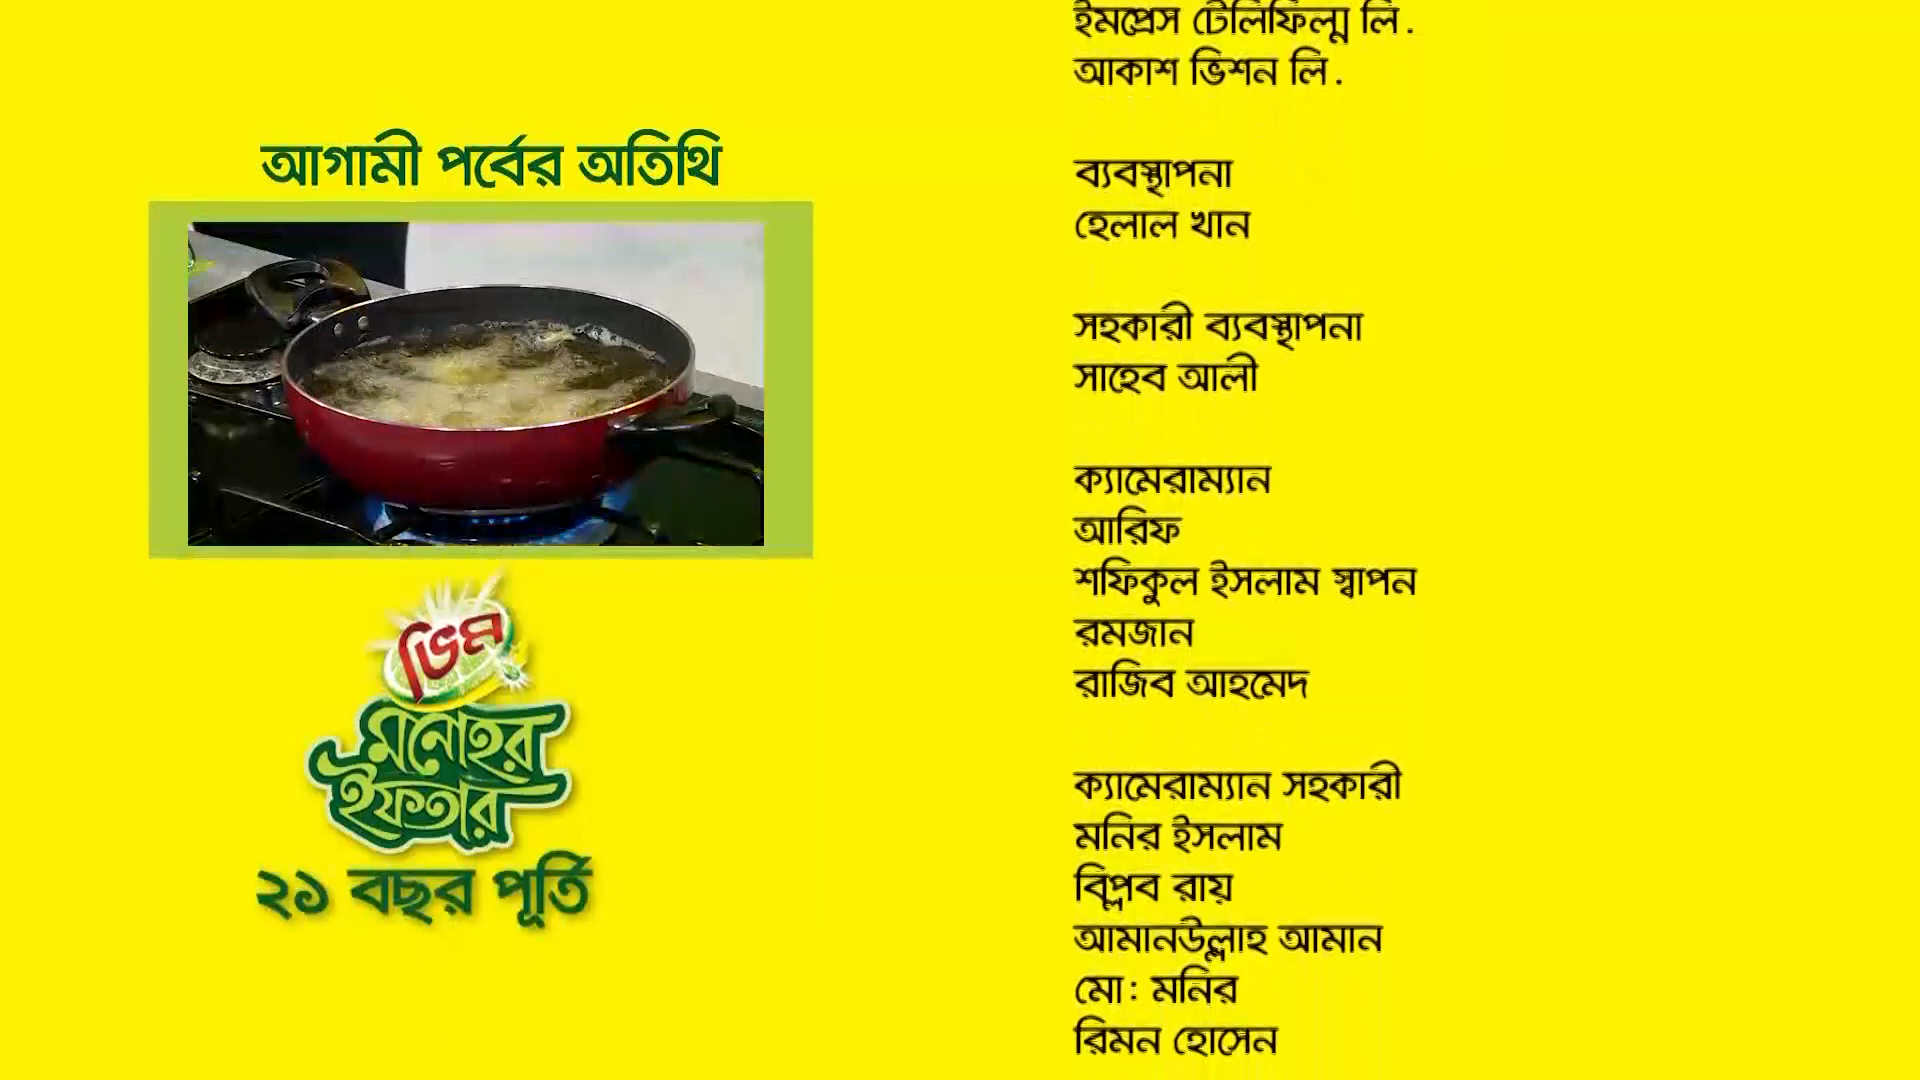 আগামী পর্বের অতিথি
ভিম
মনোহর
ইফতার
২১ বছর পূর্তি
ইমপ্রেস টেলিফিল্ম লি.
আকাশ ভিশন লি.
ব্যবস্থাপনা
হেলাল খান
সহকারী ব্যবস্থাপনা
সাহেব আলী
ক্যামেরাম্যান
আরিফ
শফিকুল ইসলাম স্বাপন
রমজান
রাজিব আহমেদ
ক্যামেরাম্যান সহকারী
মনির ইসলাম
বিপ্লব রায়
আমানউল্লাহ আমান
মো: মনির
রিমন হোসেন